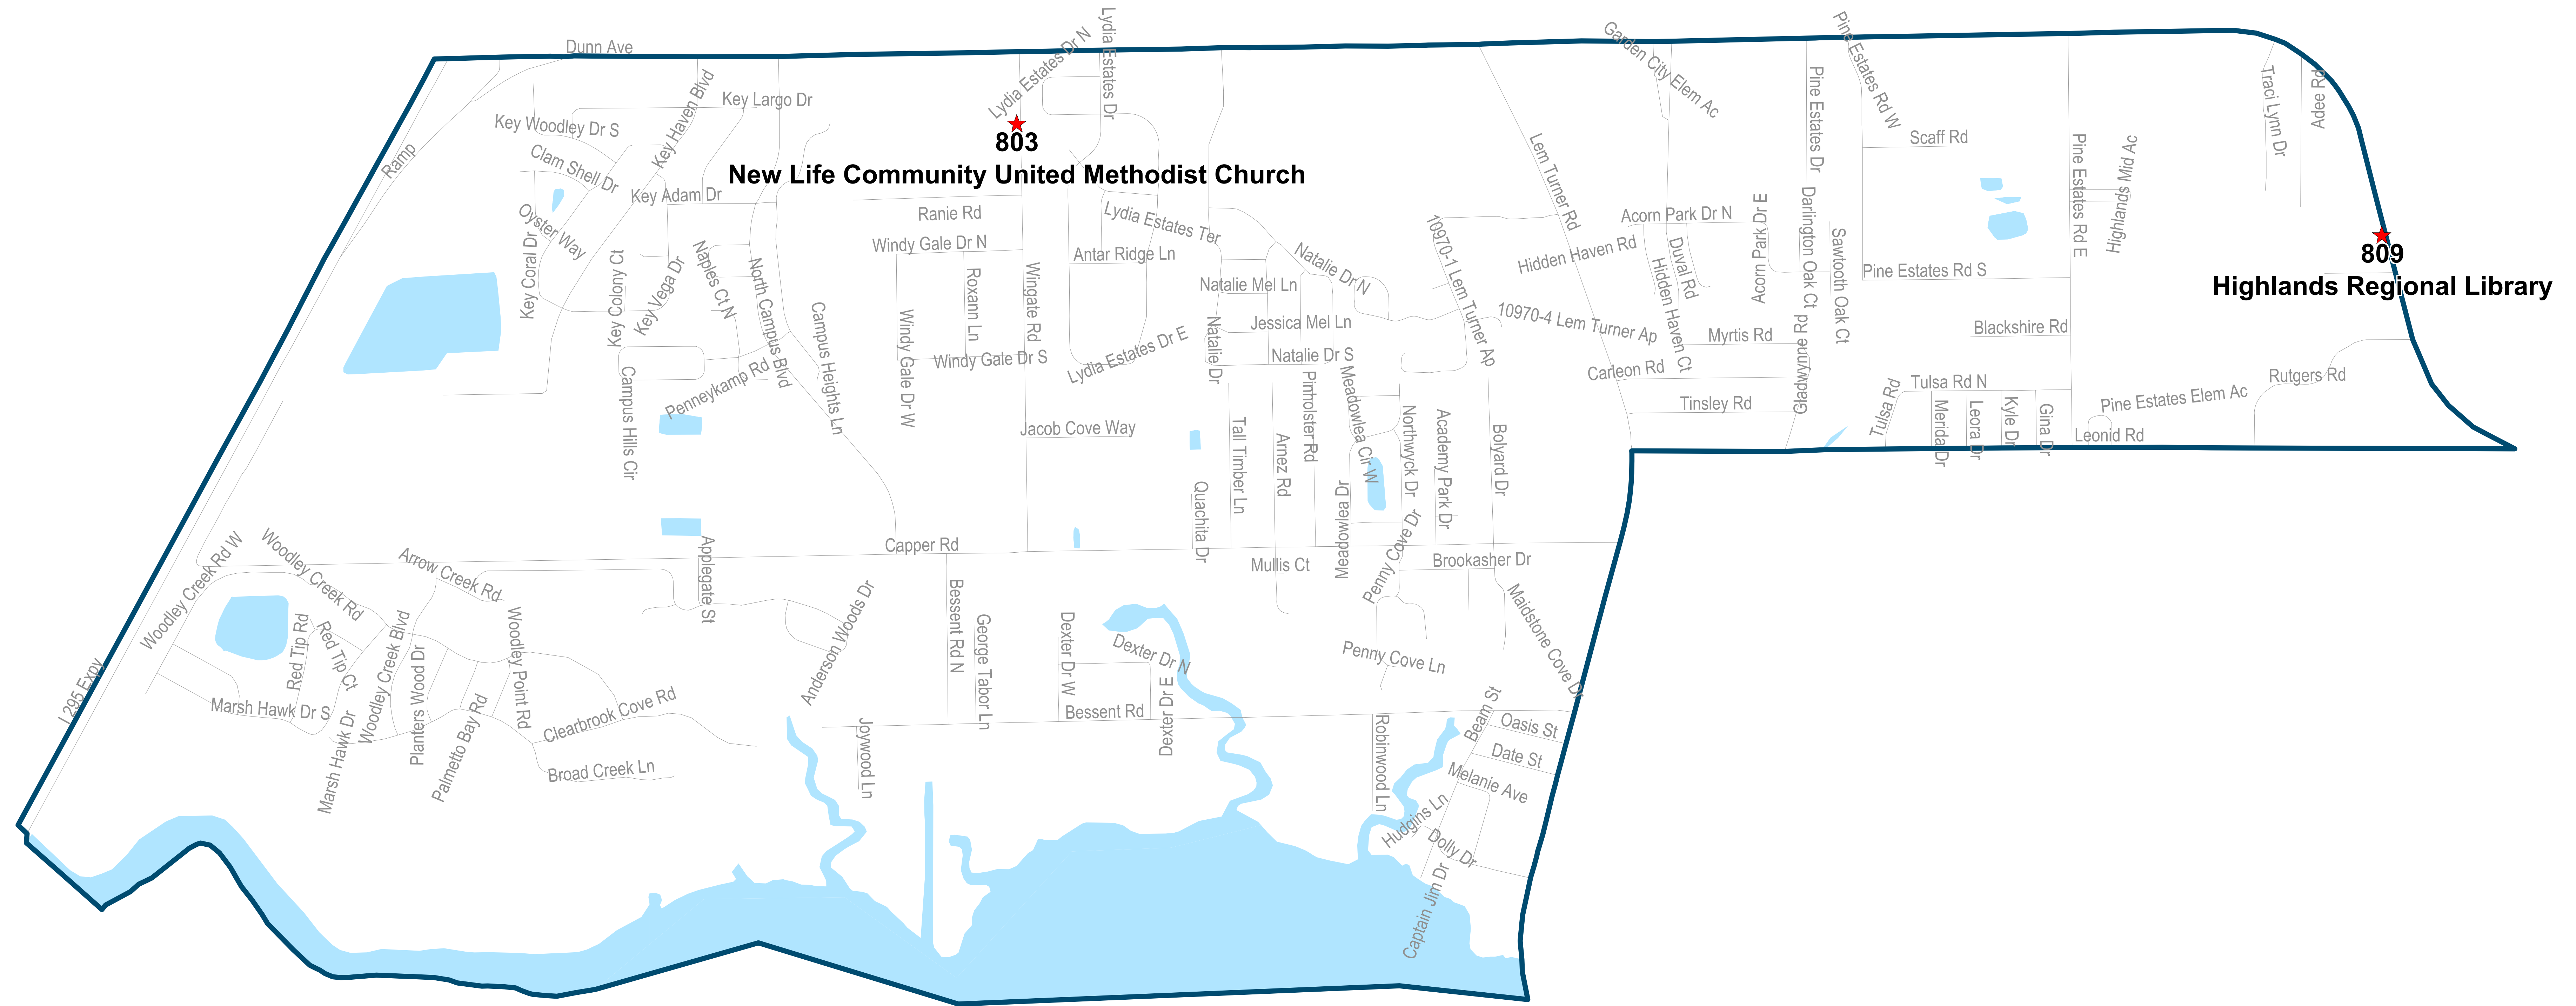 Dunn Ave
Lydia Estates Dr N
Lydia Estates Dr
Garden City Elem Ac
Pine Estates Rd W
Traci Lynn Dr
Adee Rd
Key Largo Dr
Key Haven Blvd
Key Woodley Dr S
Clam Shell Dr
Ramp
Key Adam Dr
803
New Life Community United Methodist Church
Lem Turner Rd
Pine Estates Dr
Scaff Rd
Pine Estates Rd E
Highlands Mid Ac
809
Highlands Regional Library
Oyster Way
Key Coral Dr
Key Colony Ct
Key Vega Dr
Naples Ct N
North Campus Blvd
Campus Heights Ln
Ranie Rd
Windy Gale Dr N
Roxann Ln
Wingate Rd
Windy Gale Dr W
Windy Gale Dr S
Lydia Estates Ter
Antar Ridge Ln
Lydia Estates Dr E
Natalie Dr N
Natalie Mel Ln
Jessica Mel Ln
Natalie Dr S
Natalie Dr
10970-1 Lem Turner Ap
10970-4 Lem Turner Ap
Acorn Park Dr N
Hidden Haven Rd
Duval Rd
Hidden Haven Ct
Acorn Park Dr E
Darlington Oak Ct
Sawtooth Oak Ct
Pine Estates Rd S
Myrtis Rd
Gladwynne Rd
Blackshire Rd
Carleon Rd
Tinsley Rd
Tulsa Rd
Tulsa Rd N
Merida Dr
Leora Dr
Kyle Dr
Gina Dr
Leonid Rd
Pine Estates Elem Ac
Rutgers Rd
Penneykamp Rd
Campus Hills Cir
Jacob Cove Way
Tall Timber Ln
Arnez Rd
Pinholster Rd
Meadowlea Cir W
Northwyck Dr
Academy Park Dr
Bolyard Dr
Quachita Dr
Meadowlea Dr
Penny Cove Dr
Capper Rd
Mullis Ct
Brookasher Dr
Maidstone Cove Dr
Penny Cove Ln
Woodley Creek Rd W
Woodley Creek Rd
Arrow Creek Rd
Applegate St
Anderson Woods Dr
Bessent Rd N
George Tabor Ln
Dexter Dr W
Dexter Dr N
Dexter Dr E
Bessent Rd
I 295 Expy
Red Tip Rd
Red Tip Ct
Woodley Creek Blvd
Planters Wood Dr
Woodley Point Rd
Marsh Hawk Dr S
Marsh Hawk Dr
Palmetto Bay Rd
Clearbrook Cove Rd
Broad Creek Ln
Joywood Ln
Robinwood Ln
Beam St
Oasis St
Date St
Melanie Ave
Hudgins Ln
Dolly Dr
Captain Jim Dr